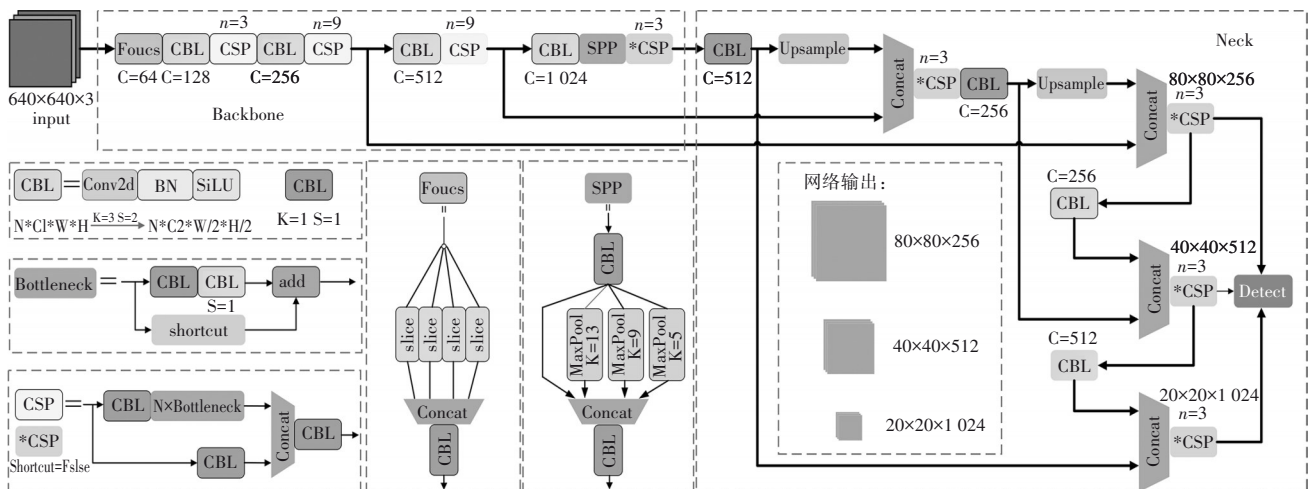 640×640×3
input
Foucs
CBL
n=3
CSP
CBL
n=9
CSP
C=64
C=128
C=256
Backbone
CBL
n=9
CSP
C=512
CBL
SPP
n=3
*CSP
C=1 024
CBL
C=512
Upsample
Concat
n=3
*CSP
CBL
C=256
Upsample
Concat
Neck
80×80×256
n=3
*CSP
C=256
CBL
Concat
40×40×512
n=3
*CSP
Detect
C=512
CBL
Concat
20×20×1 024
n=3
*CSP
CBL
=
Conv2d
BN
SiLU
CBL
K=1 S=1
N*Cl*W*H
K=3 S=2
N*C2*W/2*H/2
Bottleneck
=
CBL
CBL
S=1
add
shortcut
CSP
=
*CSP
Shortcut=Fslse
CBL
N×Bottleneck
CBL
Concat
CBL
Foucs
=
slice
slice
slice
slice
Concat
CBL
SPP
=
CBL
MaxPool
K=13
MaxPool
K=9
MaxPool
K=5
Concat
CBL
网络输出：
80×80×256
40×40×512
20×20×1 024